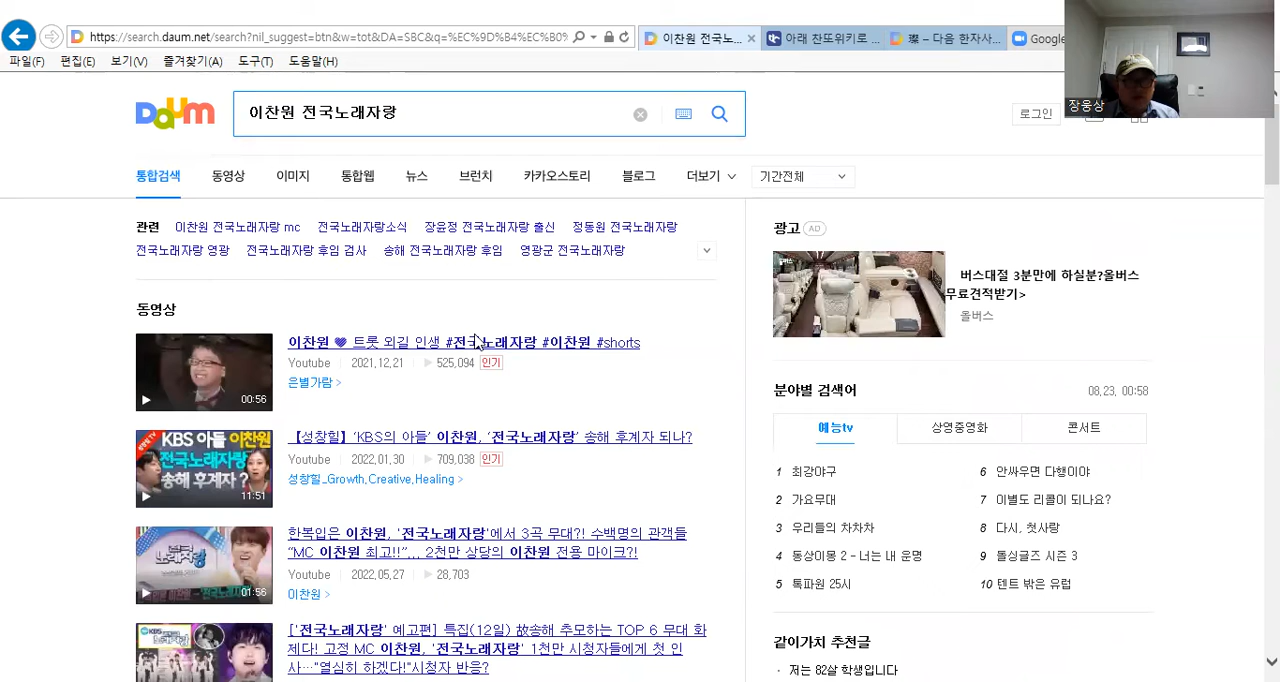 https://search.daum.net/search?nil_suggest=btn&w=tot&DA=SBC&q=%EC%9D%B4%EC%B0%
이찬원 전국노...
아래 찬또위키로 ...
璨 – 다음 한자사...
Google
파일(F) 편집(E) 보기(V) 즐겨찾기(A) 도구(T) 도움말(H)
장웅상
Daum
이찬원 전국노래자랑
로그인
통합검색 동영상 이미지 통합웹 뉴스 브런치 카카오스토리 블로그 더보기 기간전체
관련 이찬원 전국노래자랑 mc 전국노래자랑소식 장윤정 전국노래자랑 출신 정동원 전국노래자랑
전국노래자랑 영광 전국노래자랑 후임 검사 송해 전국노래자랑 후임 영광군 전국노래자랑
동영상
00:56
이찬원 💜 트롯 외길 인생 #전국노래자랑 #이찬원 #shorts
Youtube 2021.12.21 525,094 인기
은별가람 >
성창힐TV
KBS 아들 이찬원
전국노래자랑
송해 후계자?
11:51
【성창힐】‘KBS의 아들’ 이찬원, ‘전국노래자랑’ 송해 후계자 되나?
Youtube 2022.01.30 709,038 인기
성창힐_Growth,Creative,Healing >
전국
노래자랑
01:56
한복입은 이찬원, '전국노래자랑'에서 3곡 무대?! 수백명의 관객들
“MC 이찬원 최고!!”... 2천만 상당의 이찬원 전용 마이크?!
Youtube 2022.05.27 28,703
이찬원 >
['전국노래자랑' 예고편] 특집(12일) 故송해 추모하는 TOP 6 무대 화
제다! 고정 MC 이찬원, '전국노래자랑' 1천만 시청자들에게 첫 인
사..."열심히 하겠다!"시청자 반응?
광고 AD
버스대절 3분만에 하실분?올버스
무료견적받기>
올버스
분야별 검색어 08.23. 00:58
예능tv 상영중영화 콘서트
1 최강야구
2 가요무대
3 우리들의 차차차
4 동상이몽 2 - 너는 내 운명
5 톡파원 25시
6 안싸우면 다행이야
7 이별도 리콜이 되나요?
8 다시, 첫사랑
9 돌싱글즈 시즌 3
10 텐트 밖은 유럽
같이가치 추천글
· 저는 82살 학생입니다